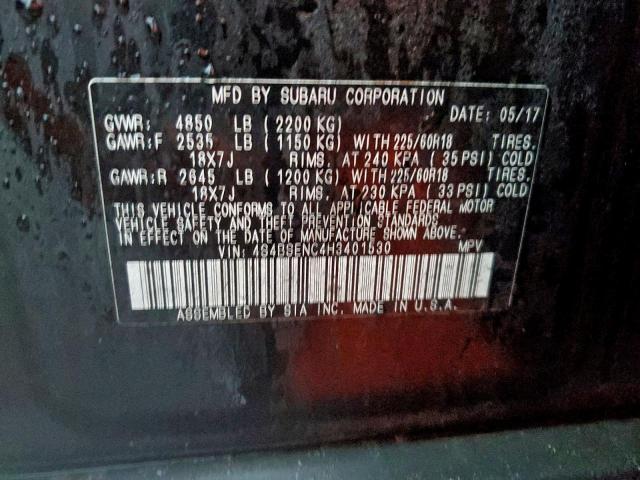 MFD BY SUBARU CORPORATION
DATE: 05/17
GVWR: 4850 LB (2200 KG)
GAWR:F 2535 LB (1150 KG) WITH 225/60R18 TIRES.
18X7J RIMS. AT 240 KPA (35 PSI) COLD
GAWR:R 2645 LB (1200 KG) WITH 225/60R18 TIRES.
18X7J RIMS. AT 230 KPA (33 PSI) COLD
THIS VEHICLE CONFORMS TO ALL APPLICABLE FEDERAL MOTOR
VEHICLE SAFETY AND THEFT PREVENTION STANDARDS
IN EFFECT ON THE DATE OF MANUFACTURE SHOWN ABOVE.
VIN: 4S4BSENC4H3401530 MPV
ASSEMBLED BY SIA INC. MADE IN U.S.A.